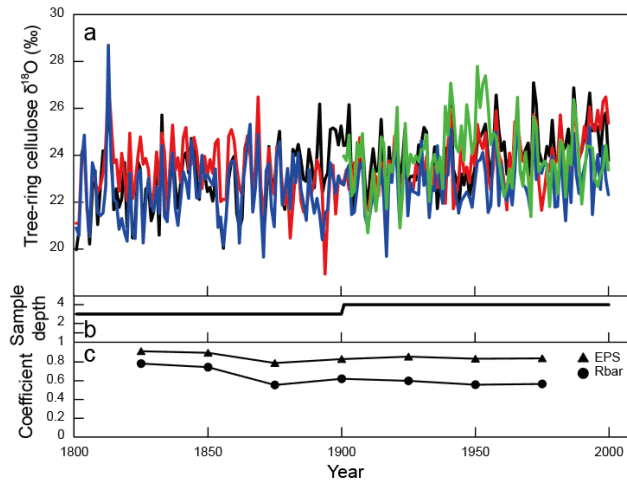 30
28
26
24
22
20
Tree-ring cellulose δ¹⁸O (‰)
a
4
2
Sample
depth
b
1
0.8
0.6
0.4
0.2
0
Coefficient
c
EPS
Rbar
1800
1850
1900
1950
2000
Year